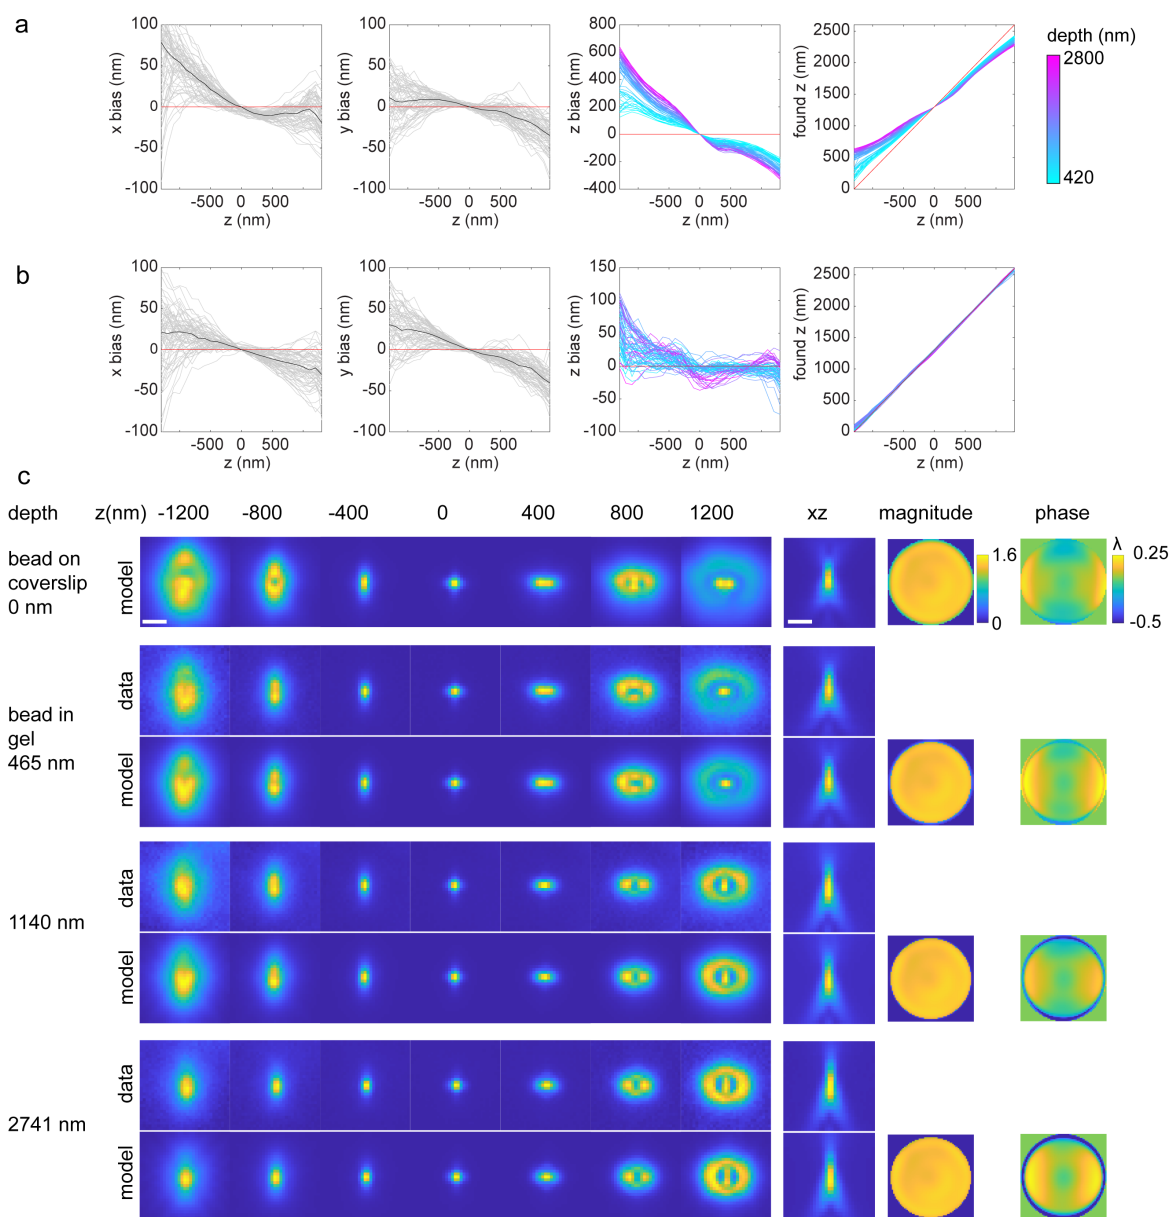 a
100
50
0
-50
-100
x bias (nm)
-500 0 500
z (nm)
100
50
0
-50
-100
y bias (nm)
-500 0 500
z (nm)
800
600
400
200
0
-200
-400
z bias (nm)
-500 0 500
z (nm)
2500
2000
1500
1000
500
0
found z (nm)
-500 0 500
z (nm)
depth (nm)
2800
420
b
100
50
0
-50
-100
x bias (nm)
-500 0 500
z (nm)
100
50
0
-50
-100
y bias (nm)
-500 0 500
z (nm)
150
100
50
0
-50
-100
z bias (nm)
-500 0 500
z (nm)
2500
2000
1500
1000
500
0
found z (nm)
-500 0 500
z (nm)
c
depth z(nm) -1200 -800 -400 0 400 800 1200 xz magnitude phase
bead on
coverslip
0 nm
model
1.6
0
λ
0.25
-0.5
data
bead in
gel
465 nm
model
data
1140 nm
model
data
2741 nm
model